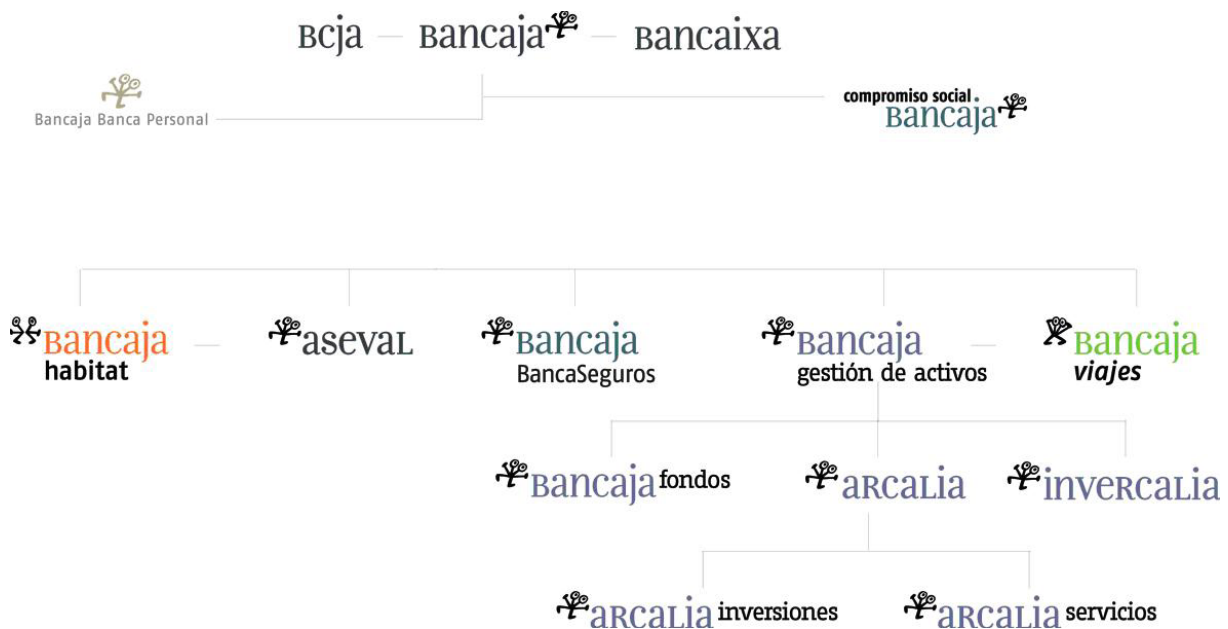 Bcja Bancaja Bancaixa
Bancaja Banca Personal
compromiso social
Bancaja
Bancaja
habitat
aseval
Bancaja
BancaSeguros
Bancaja
gestión de activos
Bancaja
viajes
Bancaja fondos
arcalia
invercalia
arcalia inversiones
arcalia servicios